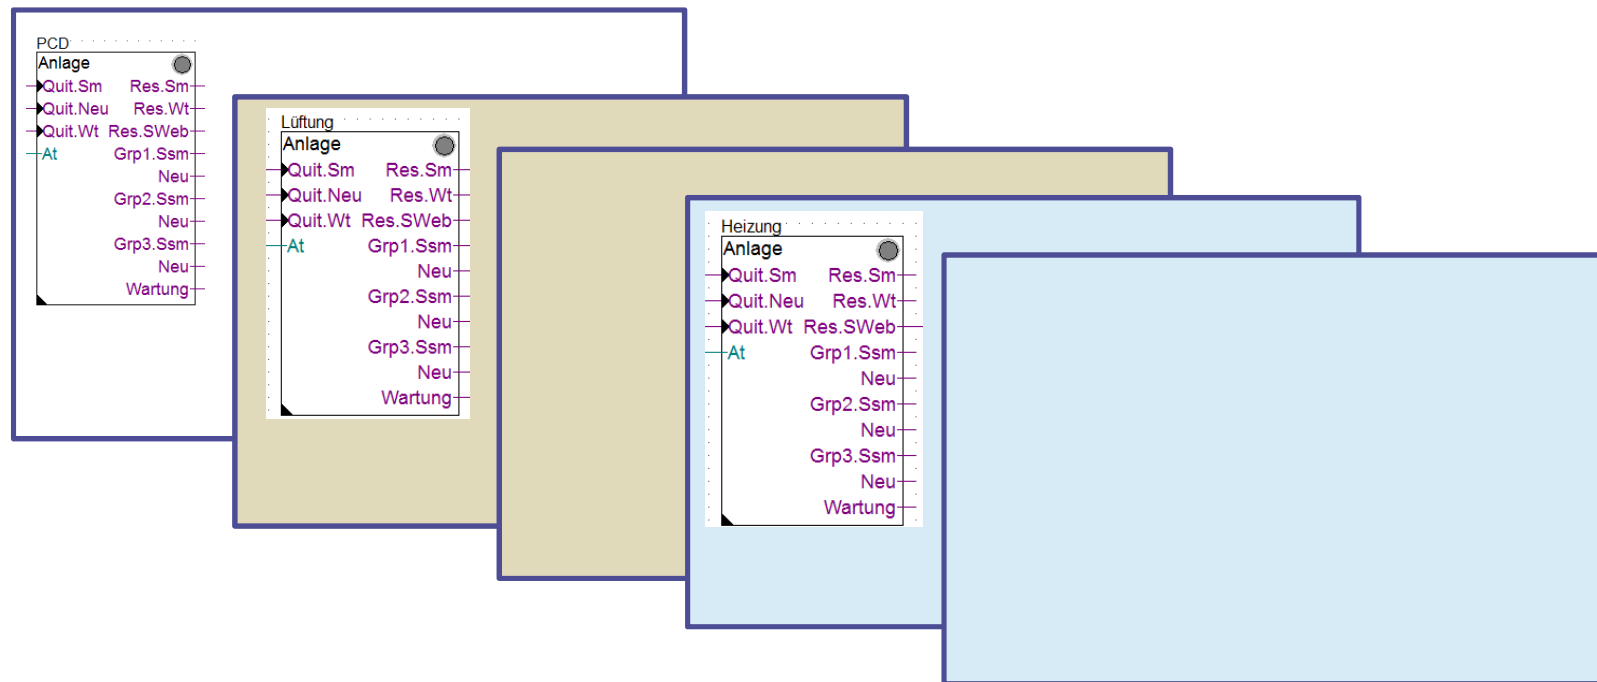 PCD
Anlage
Quit.Sm Res.Sm
Quit.Neu Res.Wt
Quit.Wt Res.SWeb
At Grp1.Ssm
Neu
Grp2.Ssm
Neu
Grp3.Ssm
Neu
Wartung
Lüftung
Anlage
Quit.Sm Res.Sm
Quit.Neu Res.Wt
Quit.Wt Res.SWeb
At Grp1.Ssm
Neu
Grp2.Ssm
Neu
Grp3.Ssm
Neu
Wartung
Heizung
Anlage
Quit.Sm Res.Sm
Quit.Neu Res.Wt
Quit.Wt Res.SWeb
At Grp1.Ssm
Neu
Grp2.Ssm
Neu
Grp3.Ssm
Neu
Wartung